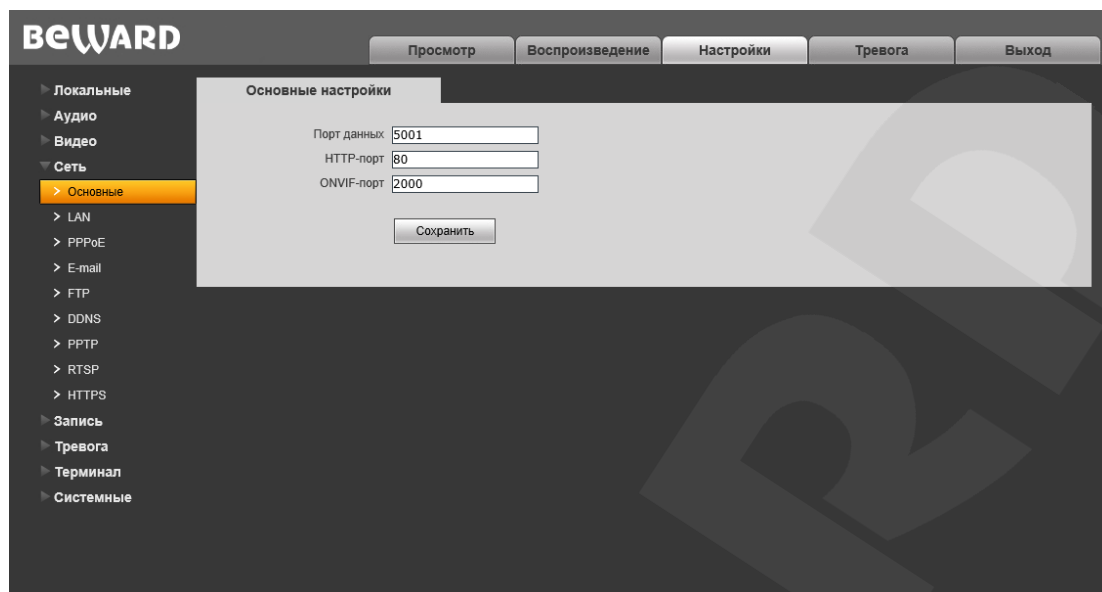 BEWARD
Просмотр
Воспроизведение
Настройки
Тревога
Выход
Локальные
Аудио
Видео
Сеть
> Основные
> LAN
> PPPoE
> E-mail
> FTP
> DDNS
> PPTP
> RTSP
> HTTPS
Запись
Тревога
Терминал
Системные
Основные настройки
Порт данных 5001
HTTP-порт 80
ONVIF-порт 2000
Сохранить
RD